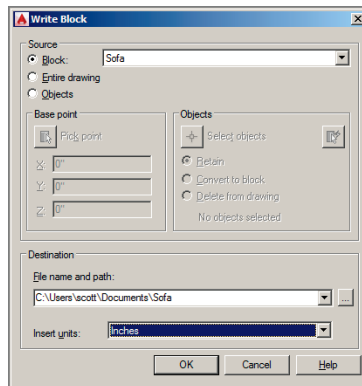 Write Block
Source
Block: Sofa
Entire drawing
Objects
Base point
Pick point
X: 0"
Y: 0"
Z: 0"
Objects
Select objects
Retain
Convert to block
Delete from drawing
No objects selected
Destination
File name and path:
C:\Users\scott\Documents\Sofa
...
Insert units: Inches
OK Cancel Help